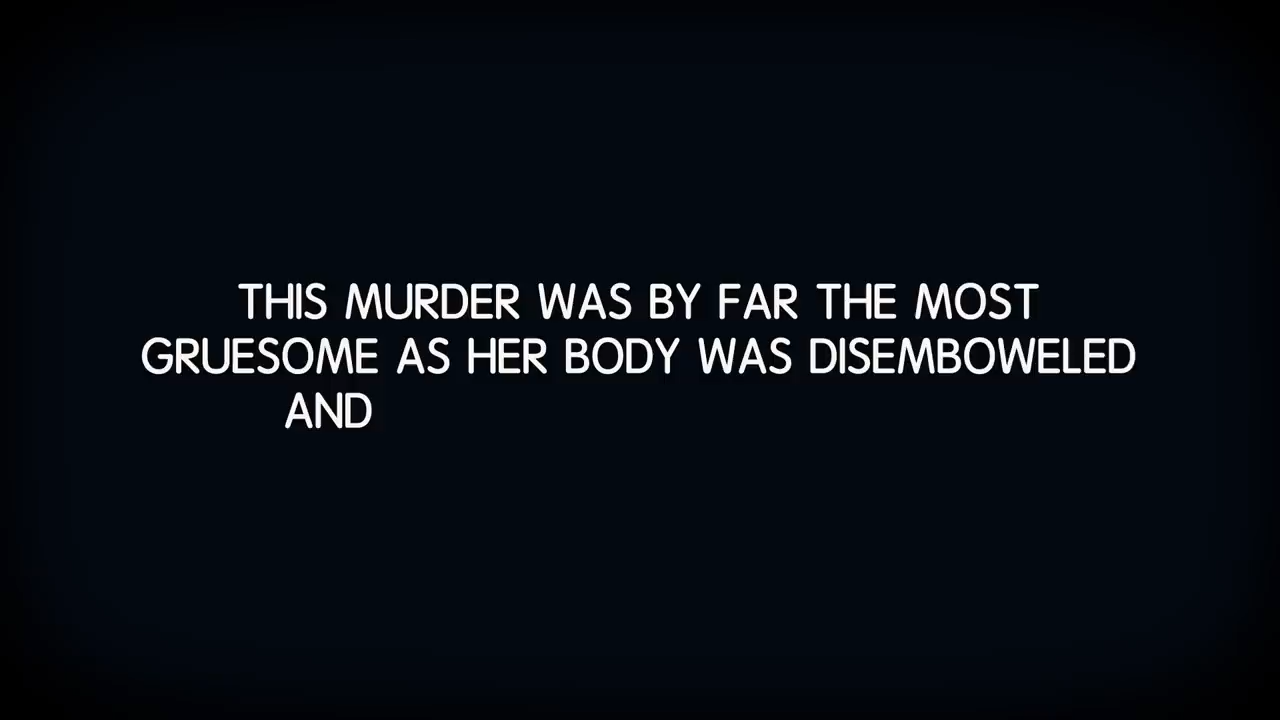 THIS MURDER WAS BY FAR THE MOST
GRUESOME AS HER BODY WAS DISEMBOWELED
AND